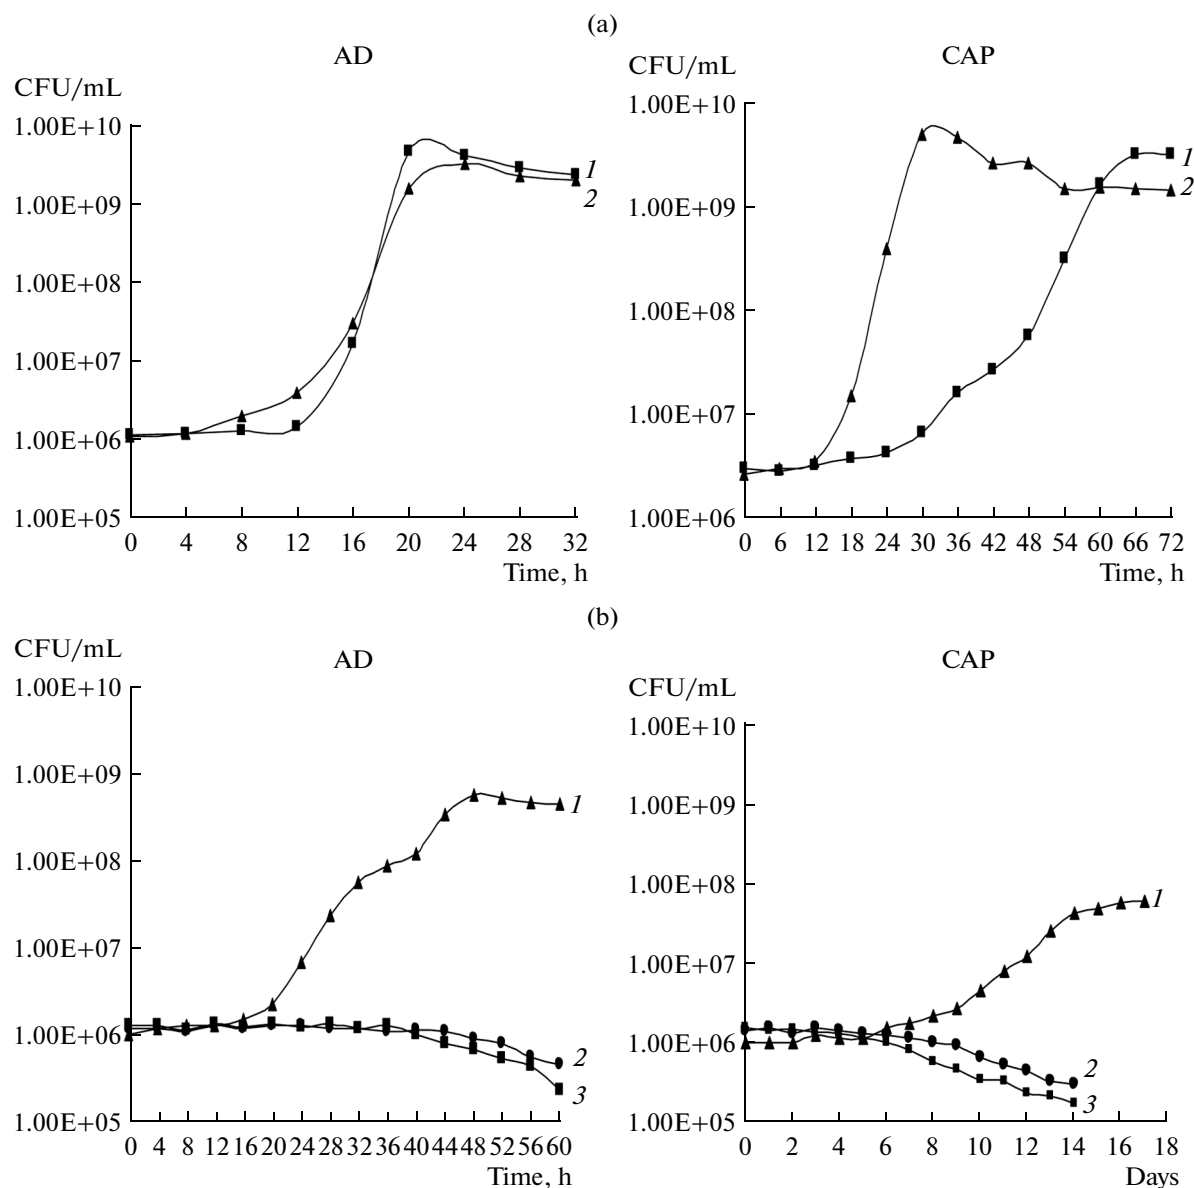 (a)
AD
CFU/mL
1.00E+10
1.00E+09
1.00E+08
1.00E+07
1.00E+06
1.00E+05
0 4 8 12 16 20 24 28 32
Time, h
1
2
CAP
CFU/mL
1.00E+10
1.00E+09
1.00E+08
1.00E+07
1.00E+06
0 6 12 18 24 30 36 42 48 54 60 66 72
Time, h
1
2
(b)
AD
CFU/mL
1.00E+10
1.00E+09
1.00E+08
1.00E+07
1.00E+06
1.00E+05
0 4 8 12 16 20 24 28 32 36 40 44 48 52 56 60
Time, h
1
2
3
CAP
CFU/mL
1.00E+10
1.00E+09
1.00E+08
1.00E+07
1.00E+06
1.00E+05
0 2 4 6 8 10 12 14 16 18
Days
1
2
3